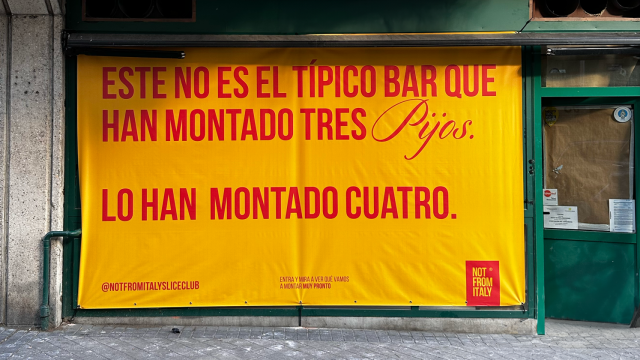 ESTE NO ES EL TÍPICO BAR QUE
HAN MONTADO TRES Pijos.
LO HAN MONTADO CUATRO.
@NOTFROMITALYSLICECLUB
ENTRA Y MIRA A VER QUÉ VAMOS
A MONTAR MUY PRONTO
NOT
FROM
ITALY